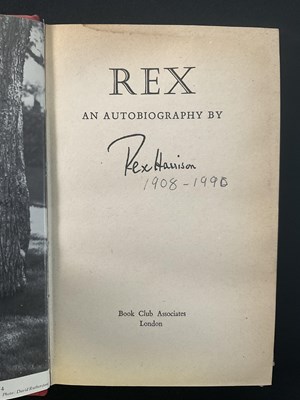 REX
AN AUTOBIOGRAPHY BY
Rex Harrison
1908-1990
Book Club Associates
London